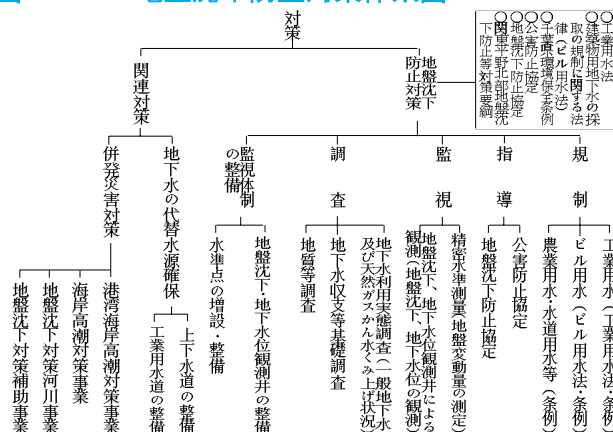 対策
○工業用水法
○建築物用地下水の採
取の規制に関する法
律(ビル用水法)
○千葉県環境保全条例
○公害防止協定
○地盤沈下防止協定
○関東平野北部地盤沈
下防止等対策要綱
地盤沈下
防止対策
関連対策
規制
指導
監視
調査
監視体制
の整備
地下水の代替水源確保
併発災害対策
工業用水(工業用水法・条例)
ビル用水(ビル用水法・条例)
農業用水・水道用水等(条例)
公害防止協定
地盤沈下防止協定
精密水準測量(地盤変動量の測定)
地盤沈下、地下水位観測井による
観測(地盤沈下、地下水位の観測)
地下水利用実態調査(一般地下水
及び天然ガスかん水くみ上げ状況)
地下水収支等基礎調査
地質等調査
地盤沈下・地下水位観測井の整備
水準点の増設・整備
上下水道の整備
工業用水道の整備
港湾海岸高潮対策事業
海岸高潮対策事業
地盤沈下対策河川事業
地盤沈下対策補助事業